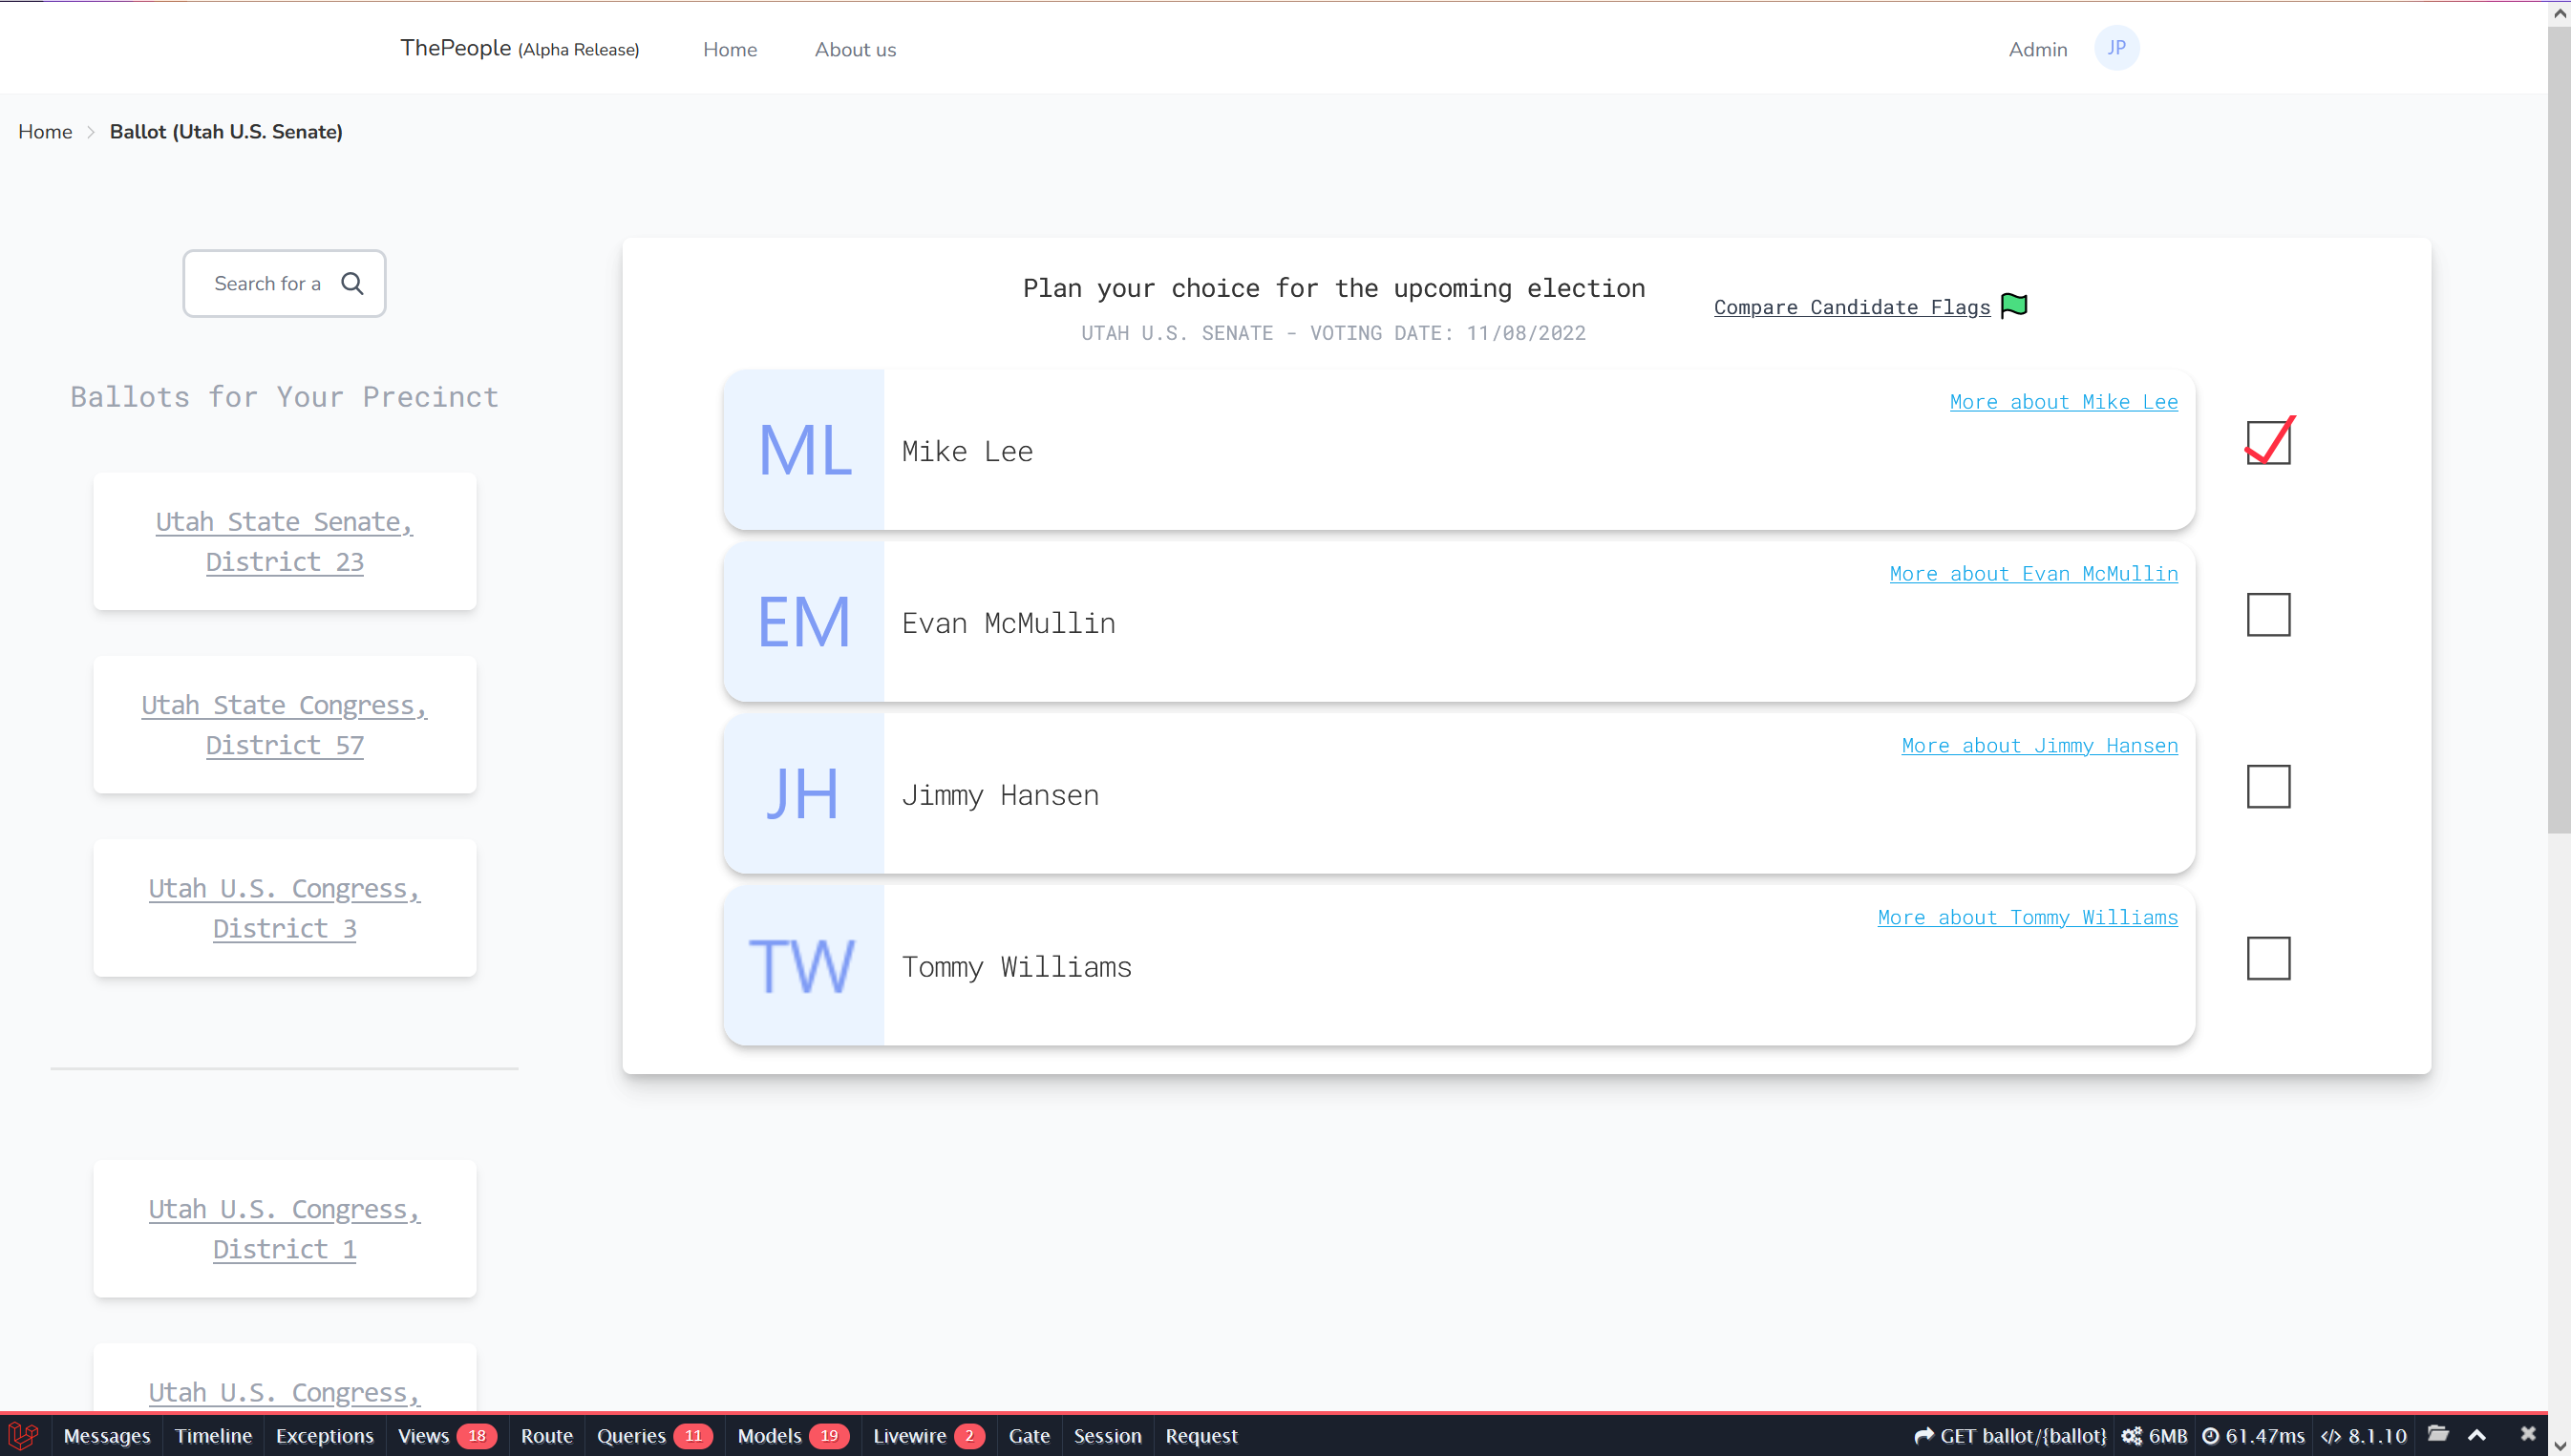 ThePeople (Alpha Release) Home About us Admin JP
Home Ballot (Utah U.S. Senate)
Search for a
Ballots for Your Precinct
Utah State Senate,
District 23
Utah State Congress,
District 57
Utah U.S. Congress,
District 3
Utah U.S. Congress,
District 1
Utah U.S. Congress,
Plan your choice for the upcoming election
UTAH U.S. SENATE - VOTING DATE: 11/08/2022
Compare Candidate Flags
More about Mike Lee
ML Mike Lee
More about Evan McMullin
EM Evan McMullin
More about Jimmy Hansen
JH Jimmy Hansen
More about Tommy Williams
TW Tommy Williams
Messages Timeline Exceptions Views 18 Route Queries 11 Models 19 Livewire 2 Gate Session Request GET ballot/{ballot} 6MB 61.47ms 8.1.10